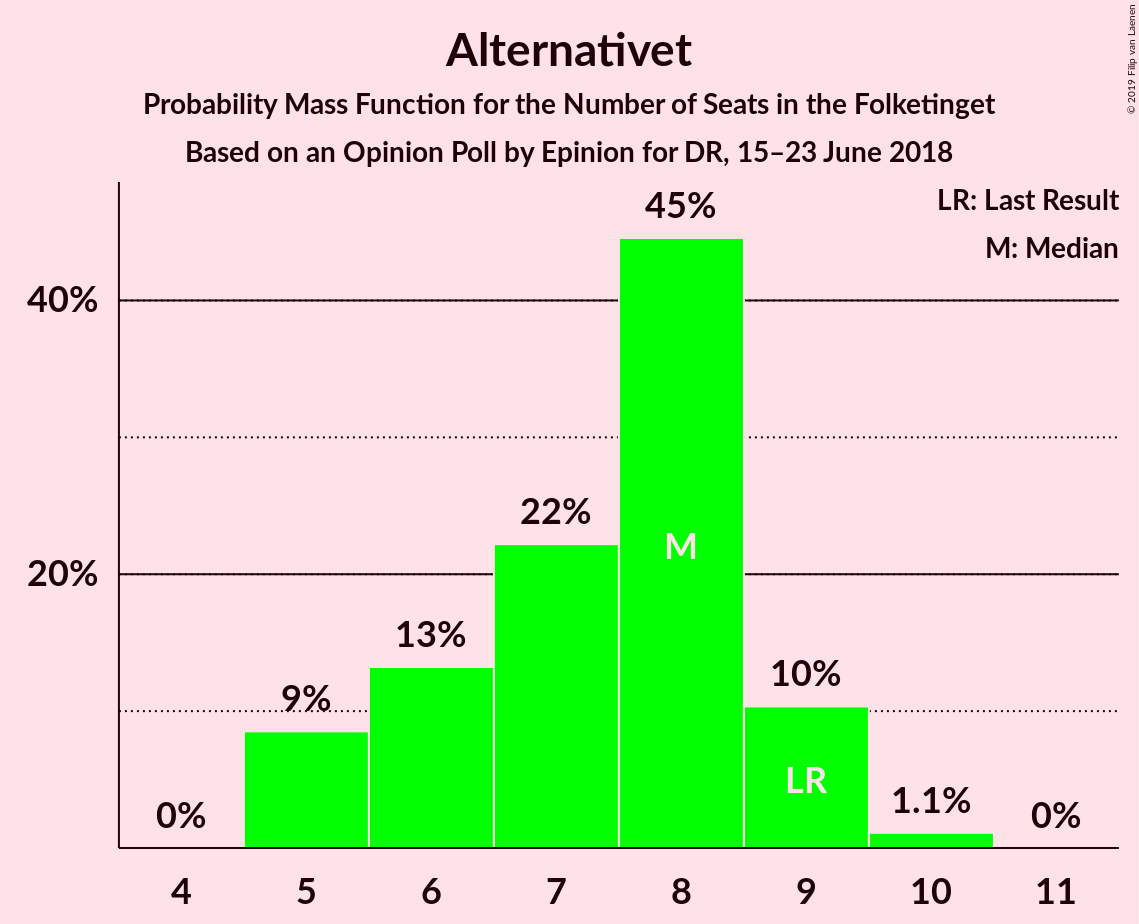 Alternativet
Probability Mass Function for the Number of Seats in the Folketinget
Based on an Opinion Poll by Epinion for DR, 15–23 June 2018
© 2019 Filip van Laenen
LR: Last Result
M: Median
45%
40%
22%
M
20%
13%
10%
9%
LR
1.1%
0%
0%
4 5 6 7 8 9 10 11